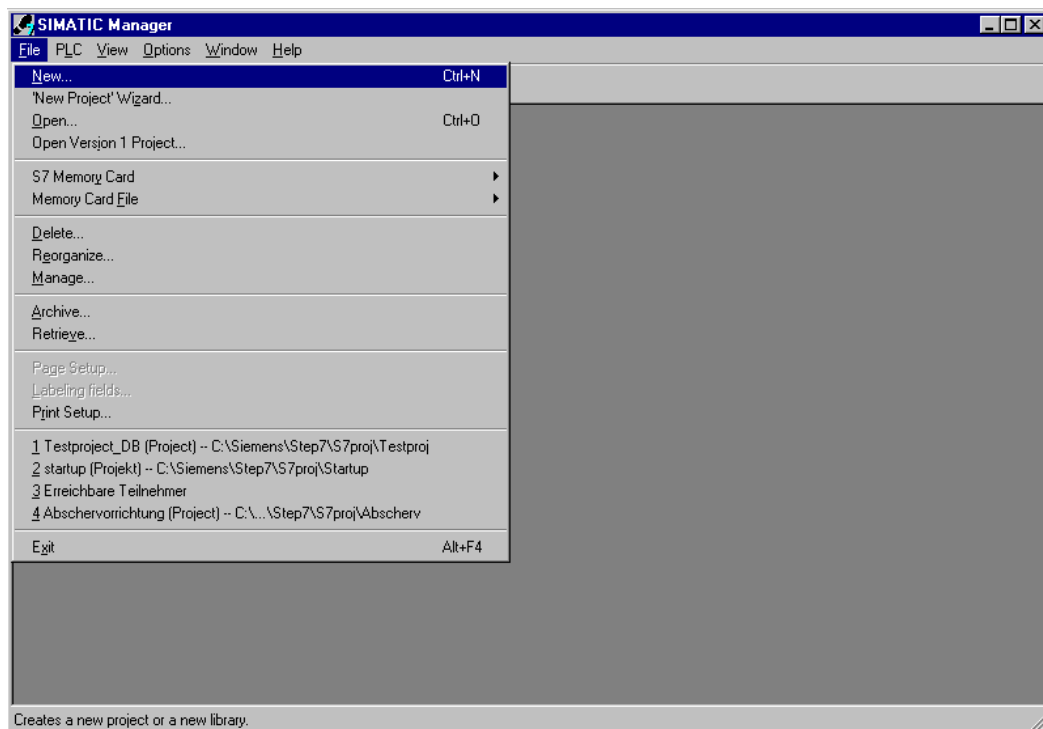 SIMATIC Manager
File PLC View Options Window Help
New... Ctrl+N
'New Project' Wizard...
Open... Ctrl+O
Open Version 1 Project...
S7 Memory Card
Memory Card File
Delete...
Reorganize...
Manage...
Archive...
Retrieve...
Page Setup...
Labeling fields...
Print Setup...
1 Testproject_DB (Project) -- C:\Siemens\Step7\S7proj\Testproj
2 startup (Projekt) -- C:\Siemens\Step7\S7proj\Startup
3 Erreichbare Teilnehmer
4 Abschervorrichtung (Project) -- C:\...\Step7\S7proj\Abscherv
Exit Alt+F4
Creates a new project or a new library.